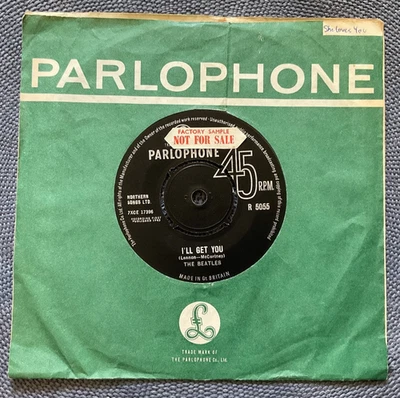 She Loves You
PARLOPHONE
FACTORY SAMPLE
NOT FOR SALE
PARLOPHONE
45
RPM
NORTHERN
SONGS LTD.
R 5055
7XCE 17396
I'LL GET YOU
(Lennon—McCartney)
THE BEATLES
MADE IN GT. BRITAIN
£
TRADE MARK OF
THE PARLOPHONE Co., Ltd.